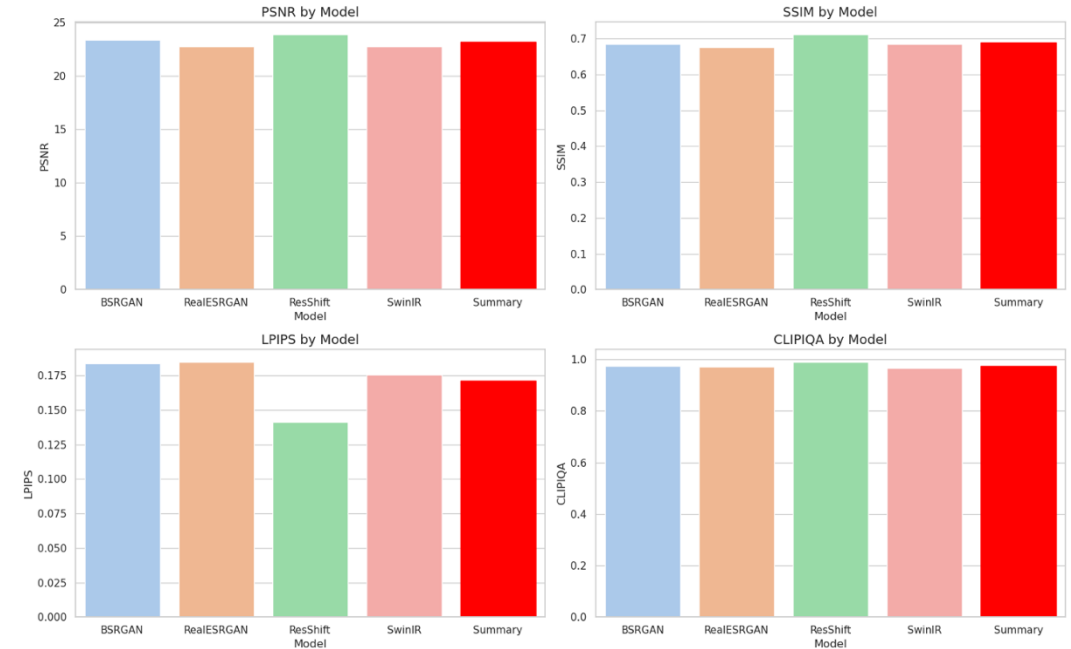 PSNR by Model
25
20
15
10
5
0
PSNR
BSRGAN RealESRGAN ResShift SwinIR Summary
Model
SSIM by Model
0.7
0.6
0.5
0.4
0.3
0.2
0.1
0.0
SSIM
BSRGAN RealESRGAN ResShift SwinIR Summary
Model
LPIPS by Model
0.175
0.150
0.125
0.100
0.075
0.050
0.025
0.000
LPIPS
BSRGAN RealESRGAN ResShift SwinIR Summary
Model
CLIPIQA by Model
1.0
0.8
0.6
0.4
0.2
0.0
CLIPIQA
BSRGAN RealESRGAN ResShift SwinIR Summary
Model